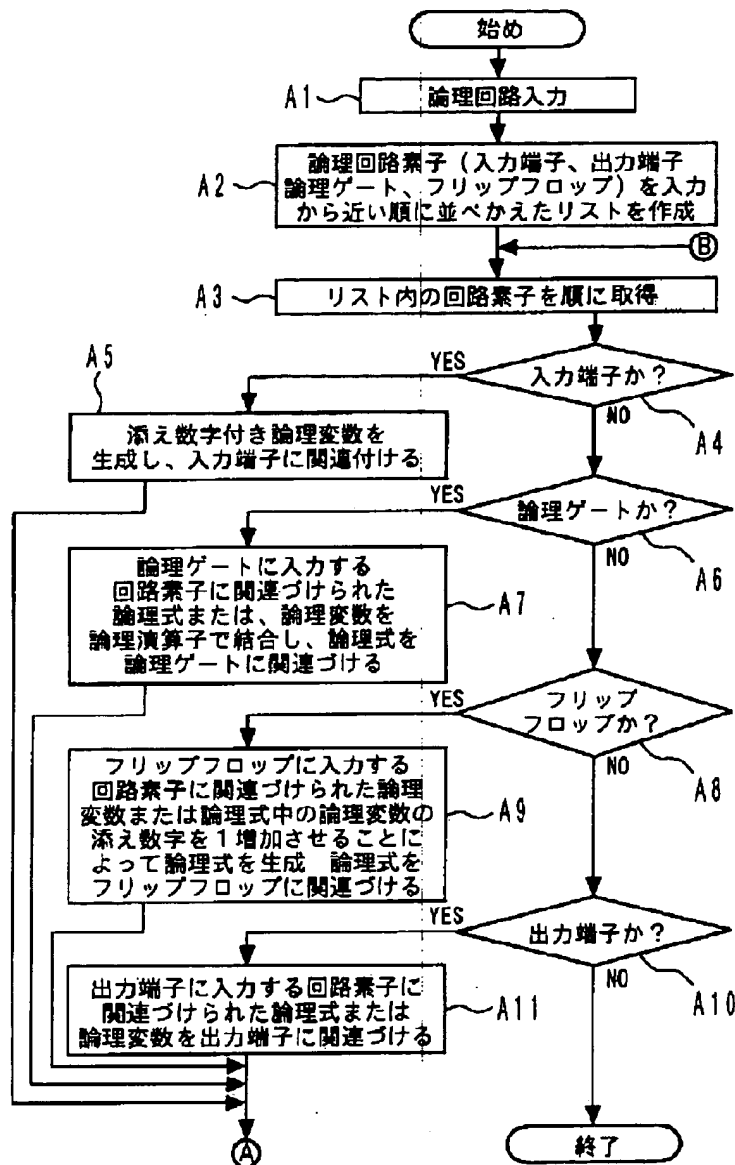 始め
A1
論理回路入力
A2
論理回路素子（入力端子、出力端子
論理ゲート、フリップフロップ）を入力
から近い順に並べかえたリストを作成
B
A3
リスト内の回路素子を順に取得
A5
YES
入力端子か？
NO
A4
添え数字付き論理変数を
生成し、入力端子に関連付ける
YES
論理ゲートか？
NO
A6
論理ゲートに入力する
回路素子に関連づけられた
論理式または、論理変数を
論理演算子で結合し、論理式を
論理ゲートに関連づける
A7
YES
フリップ
フロップか？
NO
A8
フリップフロップに入力する
回路素子に関連づけられた論理
変数または論理式中の論理変数の
添え数字を1増加させることに
よって論理式を生成 論理式を
フリップフロップに関連づける
A9
YES
出力端子か？
NO
A10
出力端子に入力する回路素子に
関連づけられた論理式または
論理変数を出力端子に関連づける
A11
A
終了